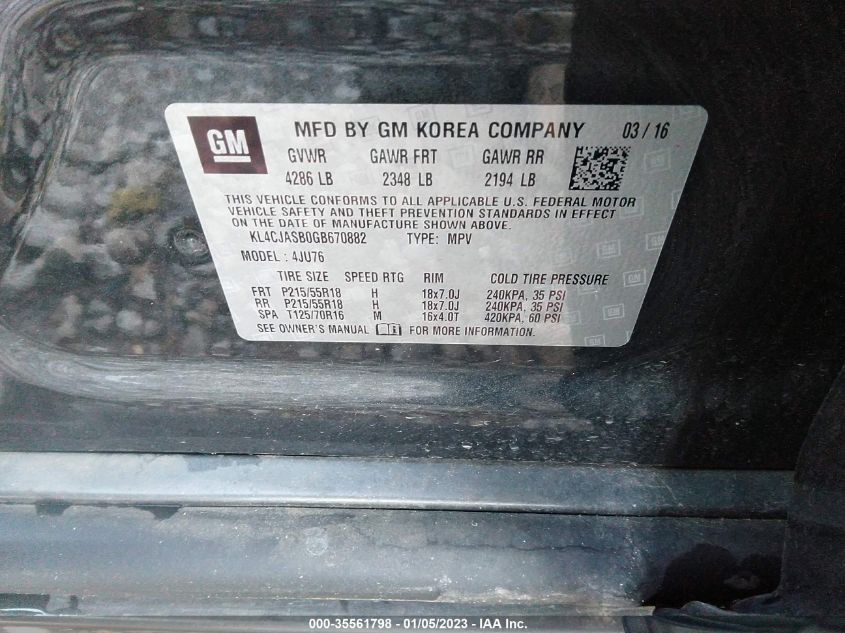 GM MFD BY GM KOREA COMPANY 03/16
GVWR GAWR FRT GAWR RR
4286 LB 2348 LB 2194 LB
THIS VEHICLE CONFORMS TO ALL APPLICABLE U.S. FEDERAL MOTOR
VEHICLE SAFETY AND THEFT PREVENTION STANDARDS IN EFFECT
ON THE DATE OF MANUFACTURE SHOWN ABOVE.
KL4CJASB0GB670882 TYPE: MPV
MODEL: 4JU76
TIRE SIZE SPEED RTG RIM COLD TIRE PRESSURE
FRT P215/55R18 H 18x7.0J 240KPA, 35 PSI
RR P215/55R18 H 18x7.0J 240KPA, 35 PSI
SPA T125/70R16 M 16x4.0T 420KPA, 60 PSI
SEE OWNER'S MANUAL FOR MORE INFORMATION.
000-35561798 - 01/05/2023 - IAA Inc.